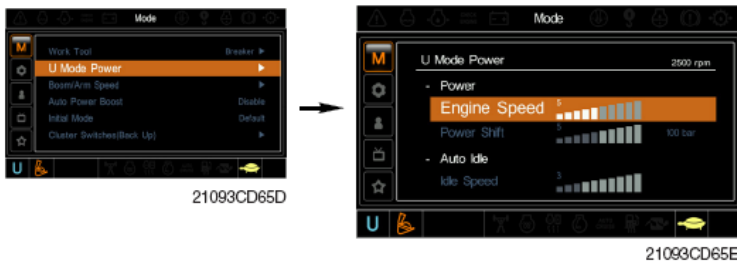 Mode
M
Work Tool Breaker ▶
U Mode Power ▶
Boom/Arm Speed ▶
Auto Power Boost Disable
Initial Mode Default
Cluster Switches(Back Up) ▶
U
21093CD65D
Mode
M
U Mode Power 2500 rpm
- Power
Engine Speed 5
Power Shift 5 100 bar
- Auto Idle
Idle Speed 3
U
21093CD65E